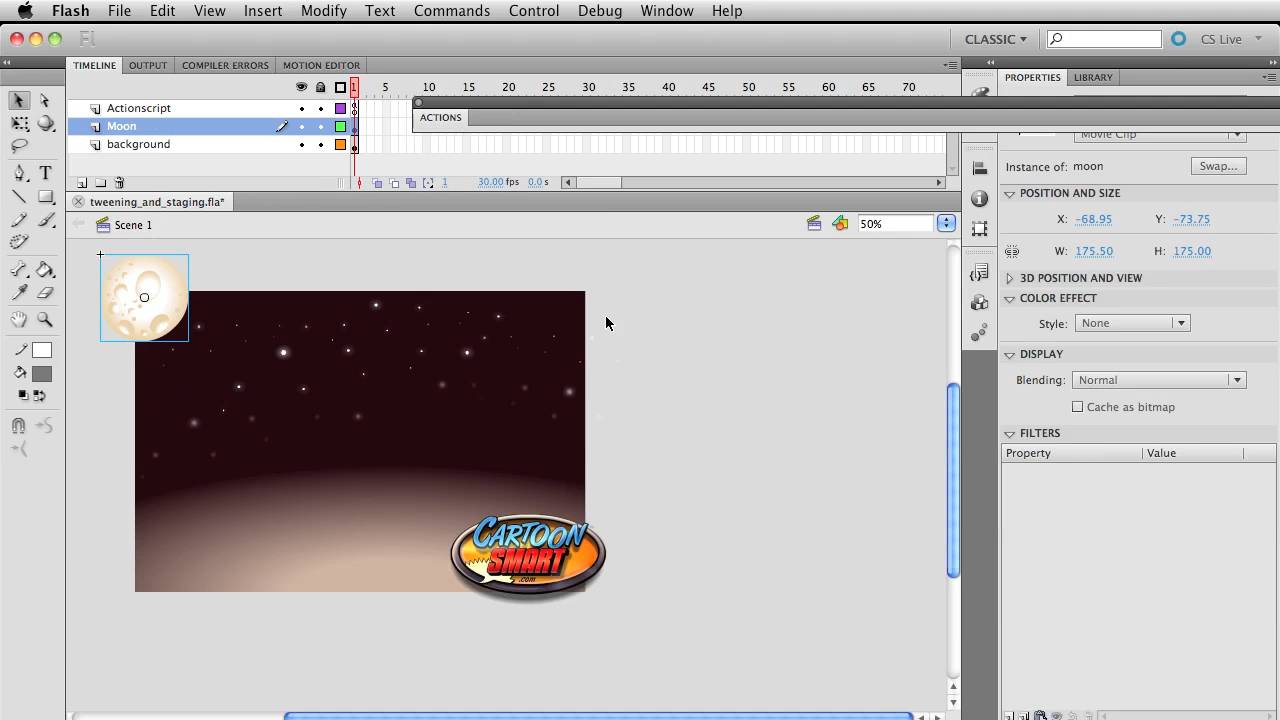 Flash File Edit View Insert Modify Text Commands Control Debug Window Help
Fl CLASSIC CS Live
TIMELINE OUTPUT COMPILER ERRORS MOTION EDITOR PROPERTIES LIBRARY
1 5 10 15 20 25 30 35 40 45 50 55 60 65 70
Actionscript
ACTIONS
Moon
Movie Clip
background
Instance of: moon Swap...
1 30.00 fps 0.0 s
POSITION AND SIZE
tweening_and_staging.fla*
X: -68.95 Y: -73.75
Scene 1 50%
W: 175.50 H: 175.00
3D POSITION AND VIEW
COLOR EFFECT
Style: None
DISPLAY
Blending: Normal
Cache as bitmap
FILTERS
Property Value
CARTOON
SMART
.com